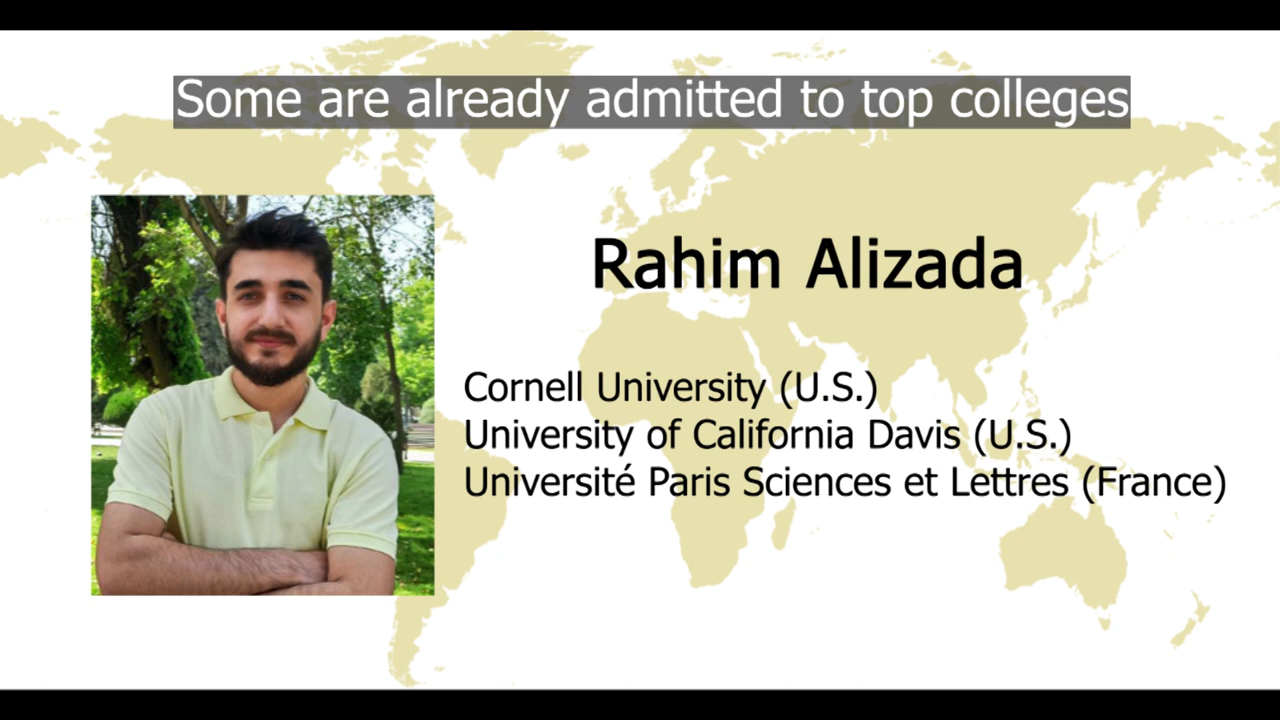 Some are already admitted to top colleges
Rahim Alizada
Cornell University (U.S.)
University of California Davis (U.S.)
Université Paris Sciences et Lettres (France)